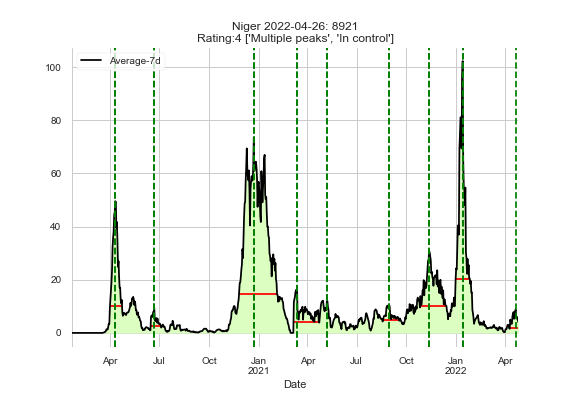 Niger 2022-04-26: 8921
Rating:4 ['Multiple peaks', 'In control']
Average-7d
100
80
60
40
20
0
Apr Jul Oct Jan Apr Jul Oct Jan Apr
2021 2022
Date